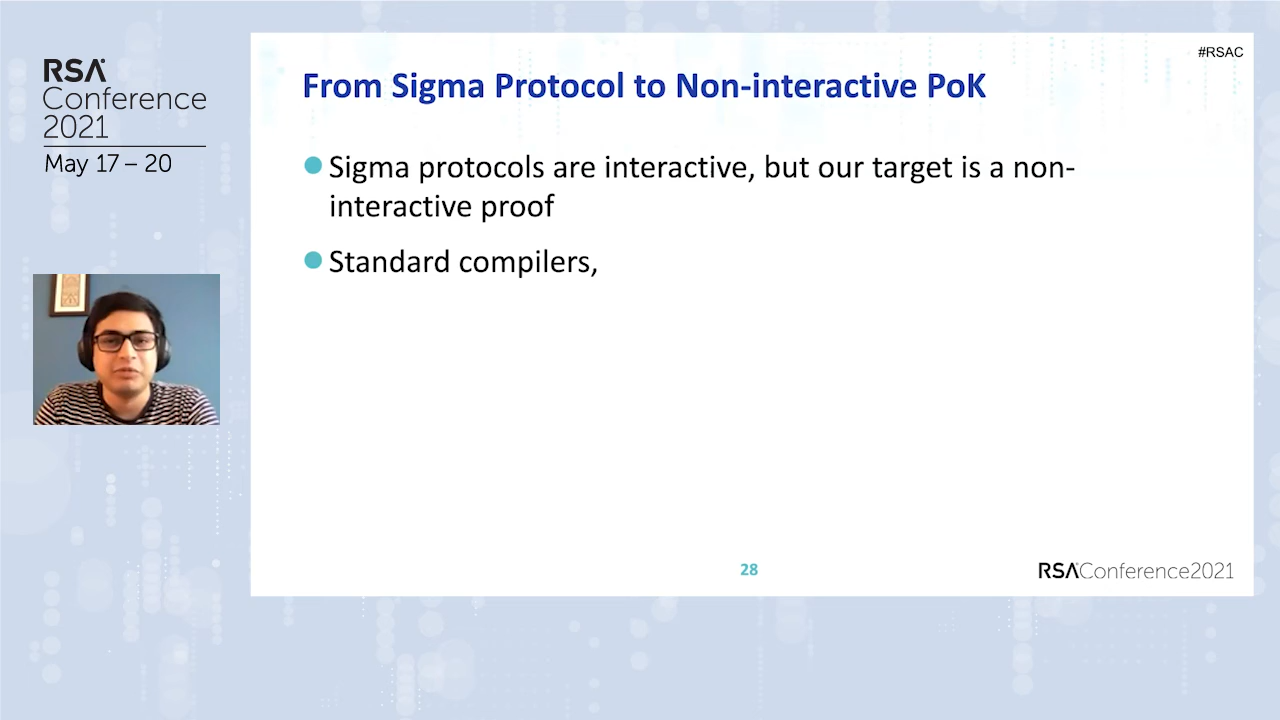 RSA
Conference
2021
May 17 – 20
#RSAC
From Sigma Protocol to Non-interactive PoK
Sigma protocols are interactive, but our target is a non-
interactive proof
Standard compilers,
28
RSAConference2021